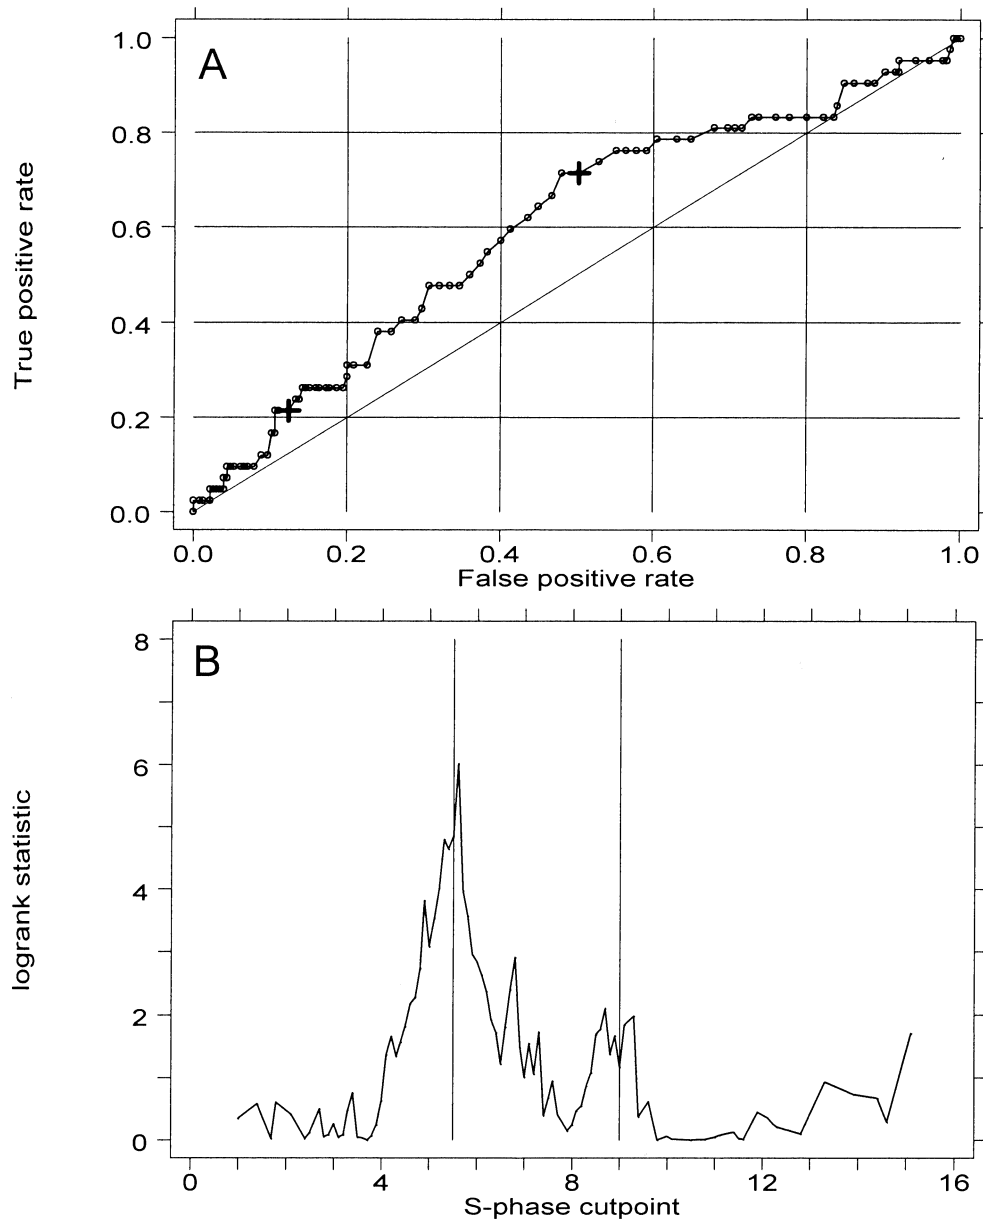 A
True positive rate
1.0
0.8
0.6
0.4
0.2
0.0
0.0 0.2 0.4 0.6 0.8 1.0
False positive rate
B
logrank statistic
8
6
4
2
0
0 4 8 12 16
S-phase cutpoint